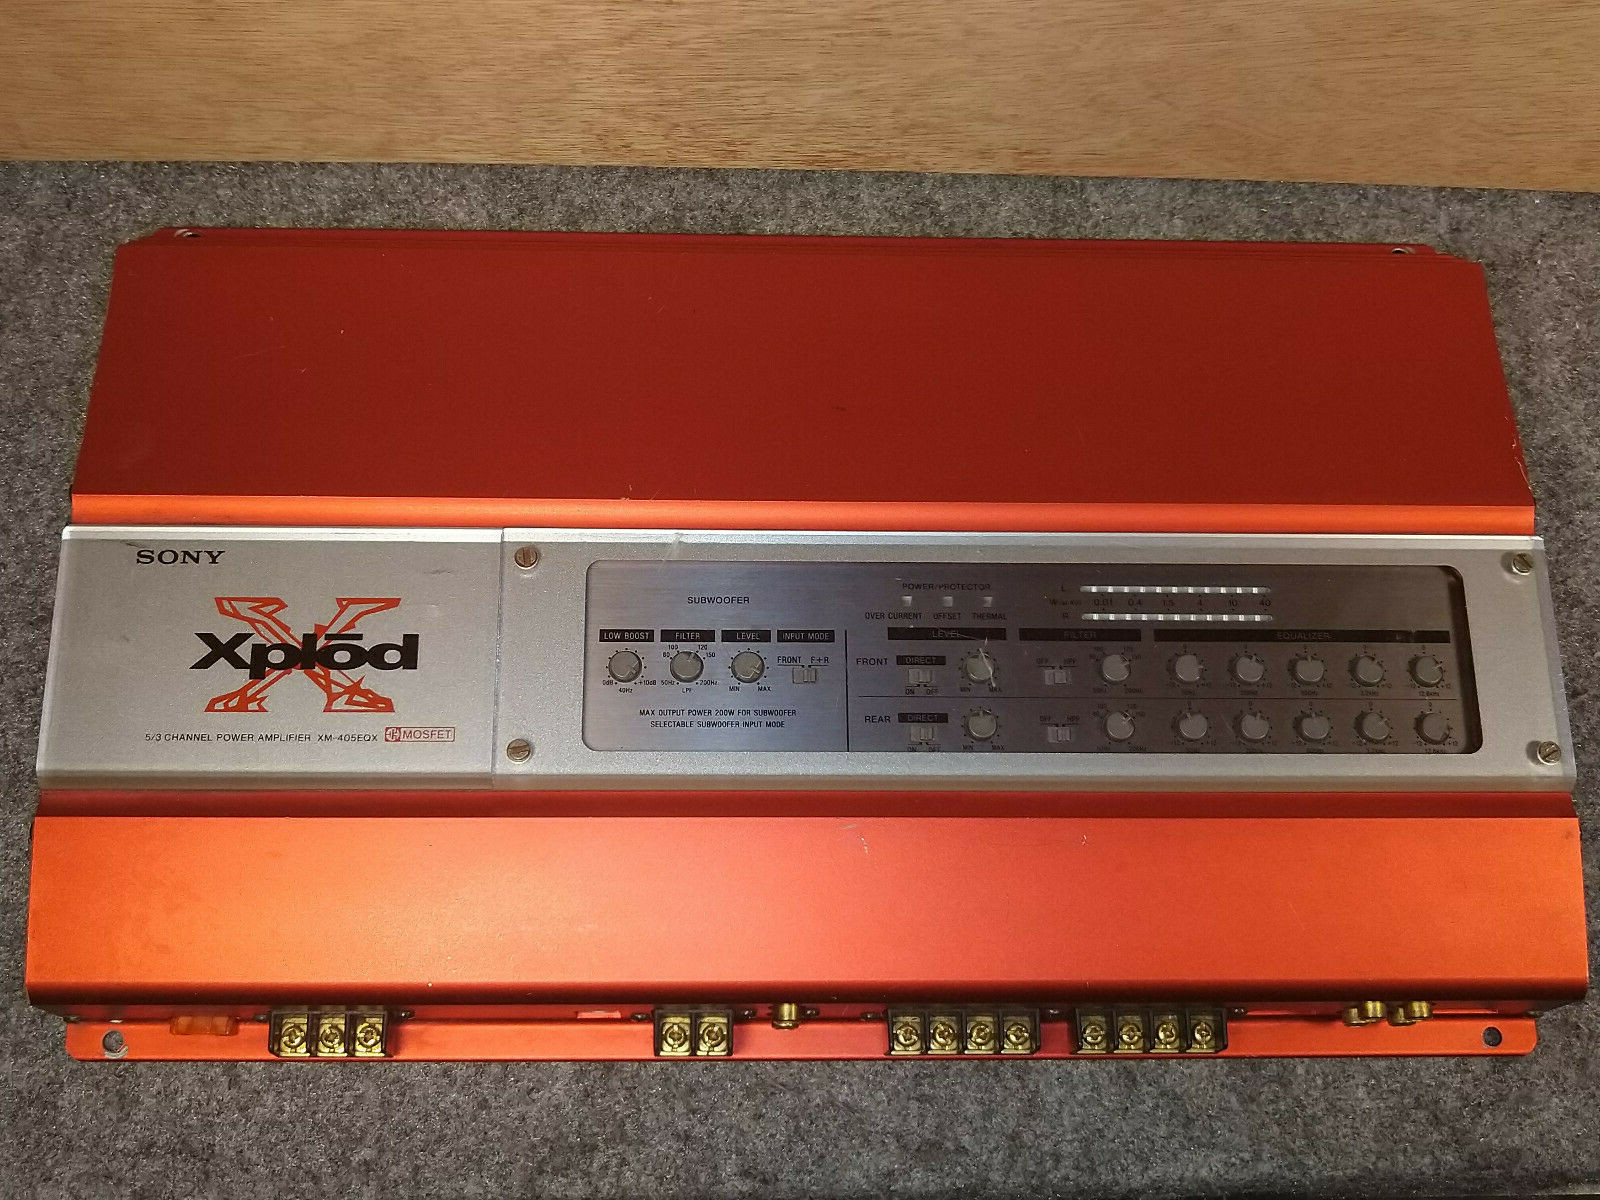 SONY
Xplōd
5/3 CHANNEL POWER AMPLIFIER XM-405EQX MOSFET
SUBWOOFER
LOW BOOST FILTER LEVEL INPUT MODE
80 100 120 150
FRONT F+R
0dB +10dB 50Hz 200Hz MIN MAX
40Hz LPF
MAX OUTPUT POWER 200W FOR SUBWOOFER
SELECTABLE SUBWOOFER INPUT MODE
POWER/PROTECTOR
OVER CURRENT OFFSET THERMAL
L
0.01 0.4 1.5 4 10 40
R
LEVEL FILTER EQUALIZER
FRONT DIRECT OFF HPF
ON OFF MIN MAX
REAR DIRECT OFF HPF
ON OFF MIN MAX